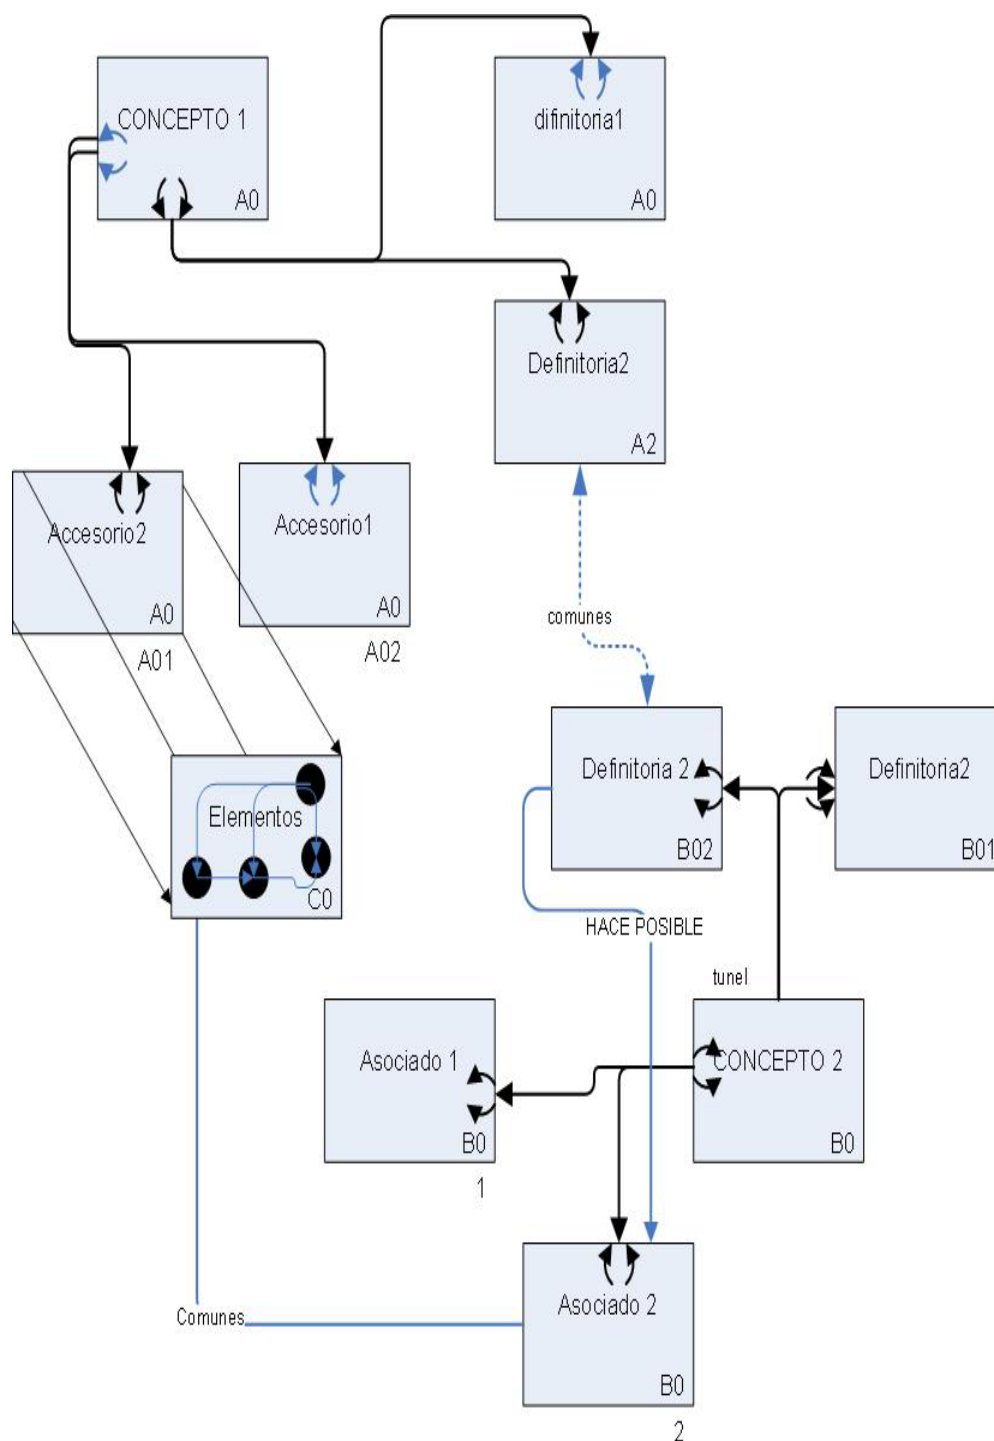 CONCEPTO 1
A0
difinitoria1
A0
Definitoria2
A2
Accesorio2
A0
A01
Accesorio1
A0
A02
comunes
Elementos
C0
Definitoria 2
B02
Definitoria2
B01
HACE POSIBLE
tunel
Asociado 1
B0
1
CONCEPTO 2
B0
Asociado 2
B0
2
Comunes